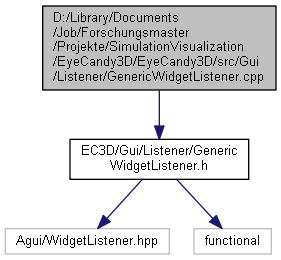 D:/Library/Documents
/Job/Forschungsmaster
/Projekte/SimulationVisualization
/EyeCandy3D/EyeCandy3D/src/Gui
/Listener/GenericWidgetListener.cpp
EC3D/Gui/Listener/Generic
WidgetListener.h
Agui/WidgetListener.hpp
functional